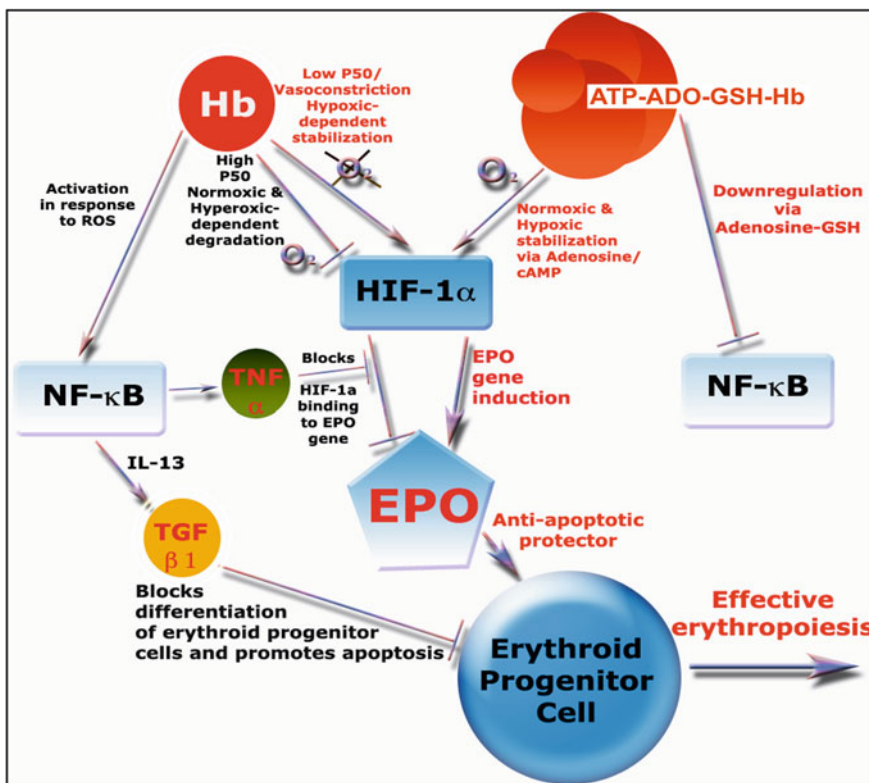 Hb
Low P50/
Vasoconstriction
Hypoxic-
dependent
stabilization
ATP-ADO-GSH-Hb
Activation
in response
to ROS
High
P50
Normoxic &
Hyperoxic-
dependent
degradation
O₂
O₂
O₂
Normoxic &
Hypoxic
stabilization
via Adenosine/
cAMP
Downregulation
via
Adenosine-GSH
HIF-1α
NF-κB
TNF
α
Blocks
HIF-1a
binding
to EPO
gene
EPO
gene
induction
NF-κB
IL-13
TGF
β 1
EPO
Anti-apoptotic
protector
Blocks
differentiation
of erythroid progenitor
cells and promotes apoptosis
Erythroid
Progenitor
Cell
Effective
erythropoiesis